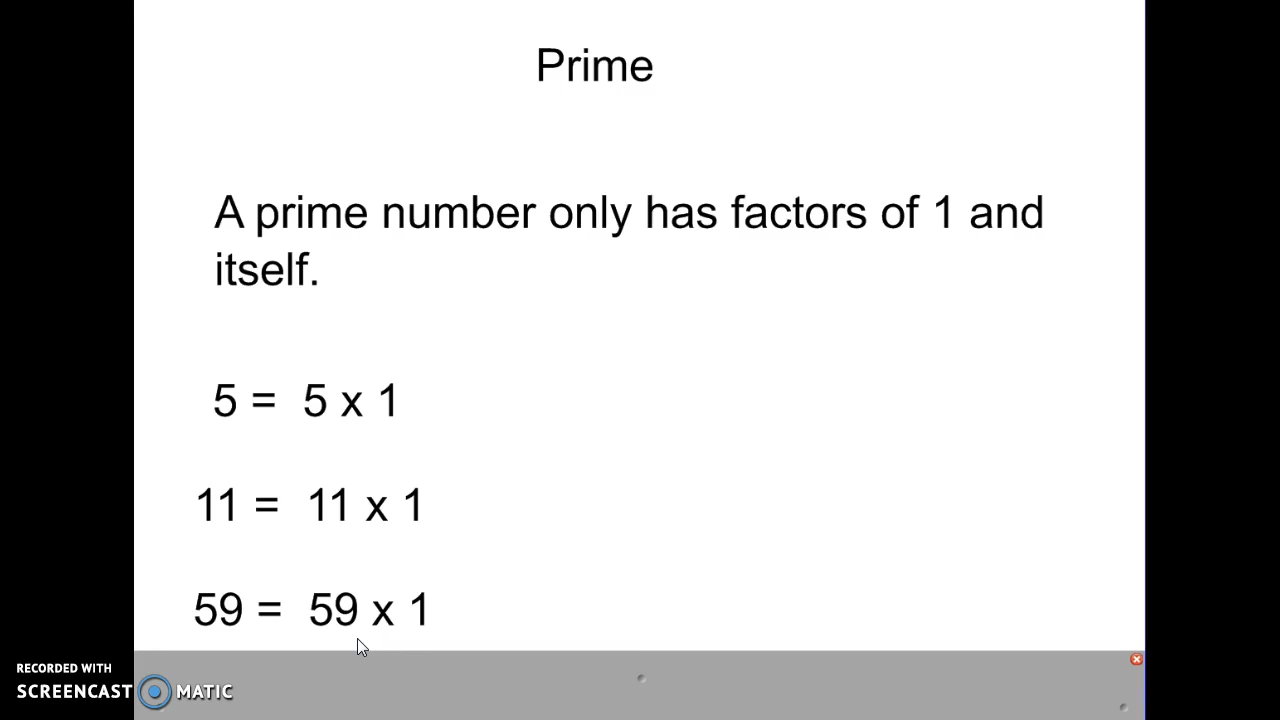 Prime
A prime number only has factors of 1 and
itself.
5 = 5 x 1
11 = 11 x 1
59 = 59 x 1
RECORDED WITH
SCREENCAST MATIC